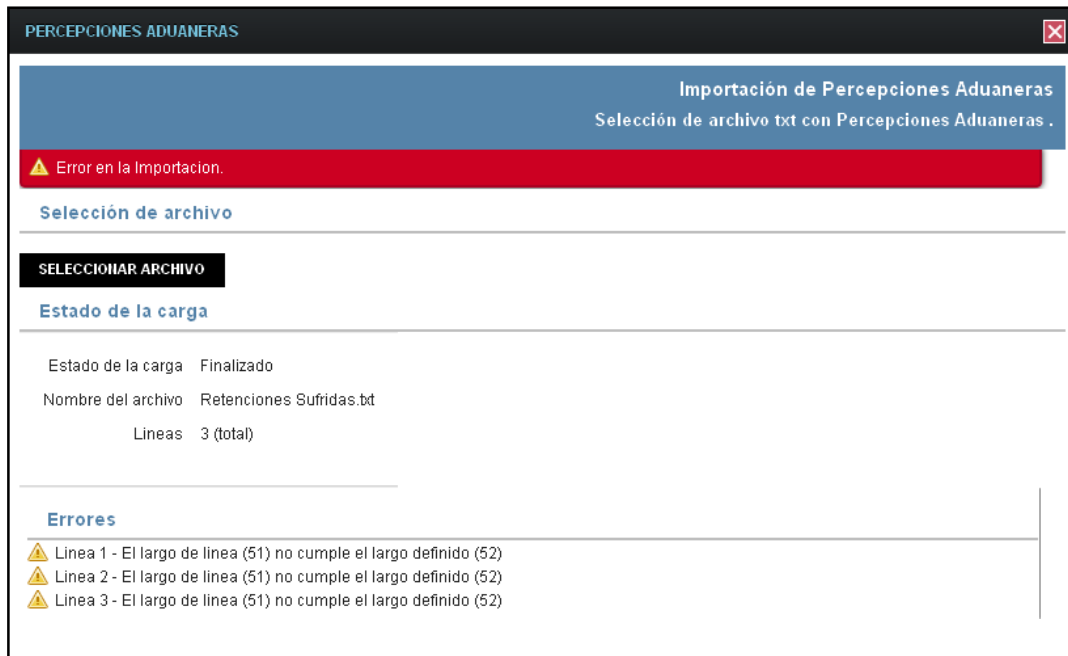 PERCEPCIONES ADUANERAS
Importación de Percepciones Aduaneras
Selección de archivo txt con Percepciones Aduaneras .
Error en la Importacion.
Selección de archivo
SELECCIONAR ARCHIVO
Estado de la carga
Estado de la carga Finalizado
Nombre del archivo Retenciones Sufridas.txt
Lineas 3 (total)
Errores
Linea 1 - El largo de linea (51) no cumple el largo definido (52)
Linea 2 - El largo de linea (51) no cumple el largo definido (52)
Linea 3 - El largo de linea (51) no cumple el largo definido (52)